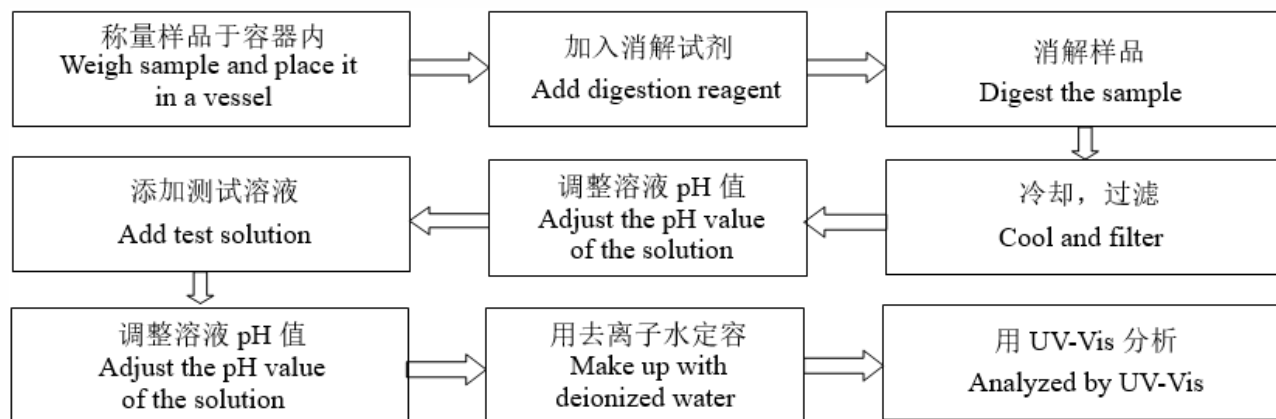 称量样品于容器内
Weigh sample and place it
in a vessel
加入消解试剂
Add digestion reagent
消解样品
Digest the sample
冷却，过滤
Cool and filter
调整溶液 pH 值
Adjust the pH value
of the solution
添加测试溶液
Add test solution
调整溶液 pH 值
Adjust the pH value
of the solution
用去离子水定容
Make up with
deionized water
用 UV-Vis 分析
Analyzed by UV-Vis